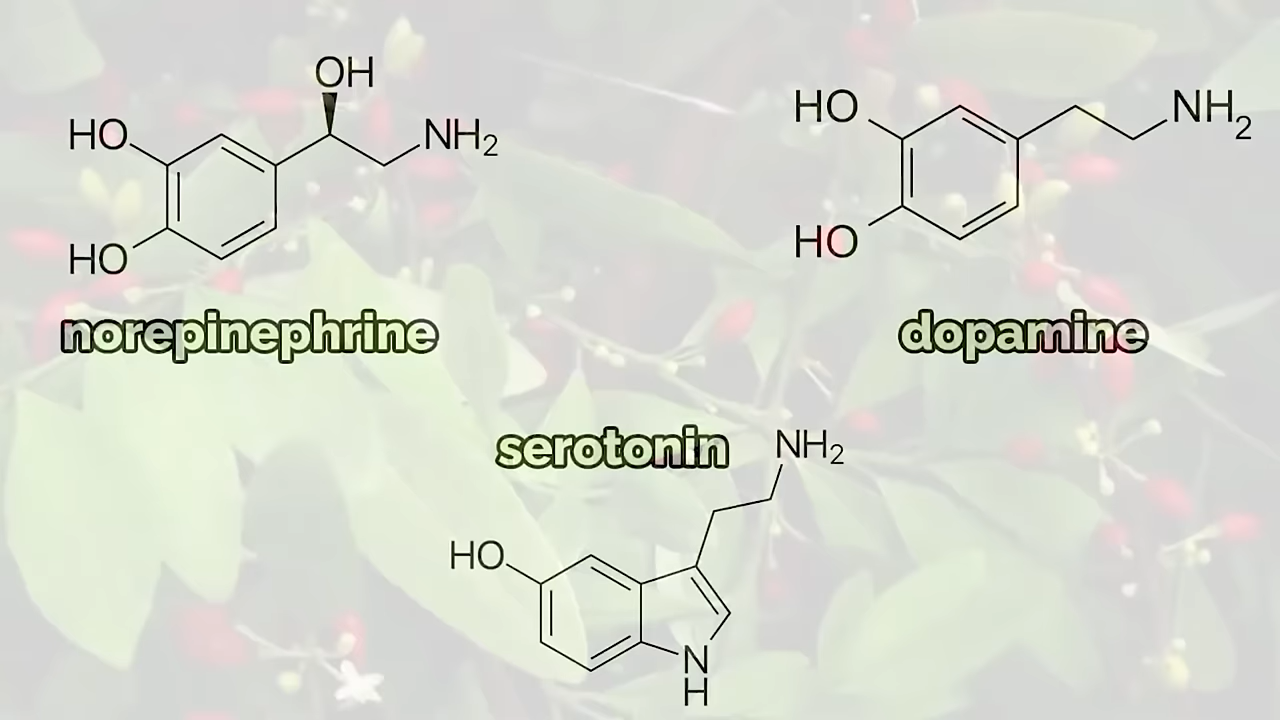 OH
HO
NH₂
HO
norepinephrine
HO
NH₂
HO
dopamine
serotonin
NH₂
HO
N
H